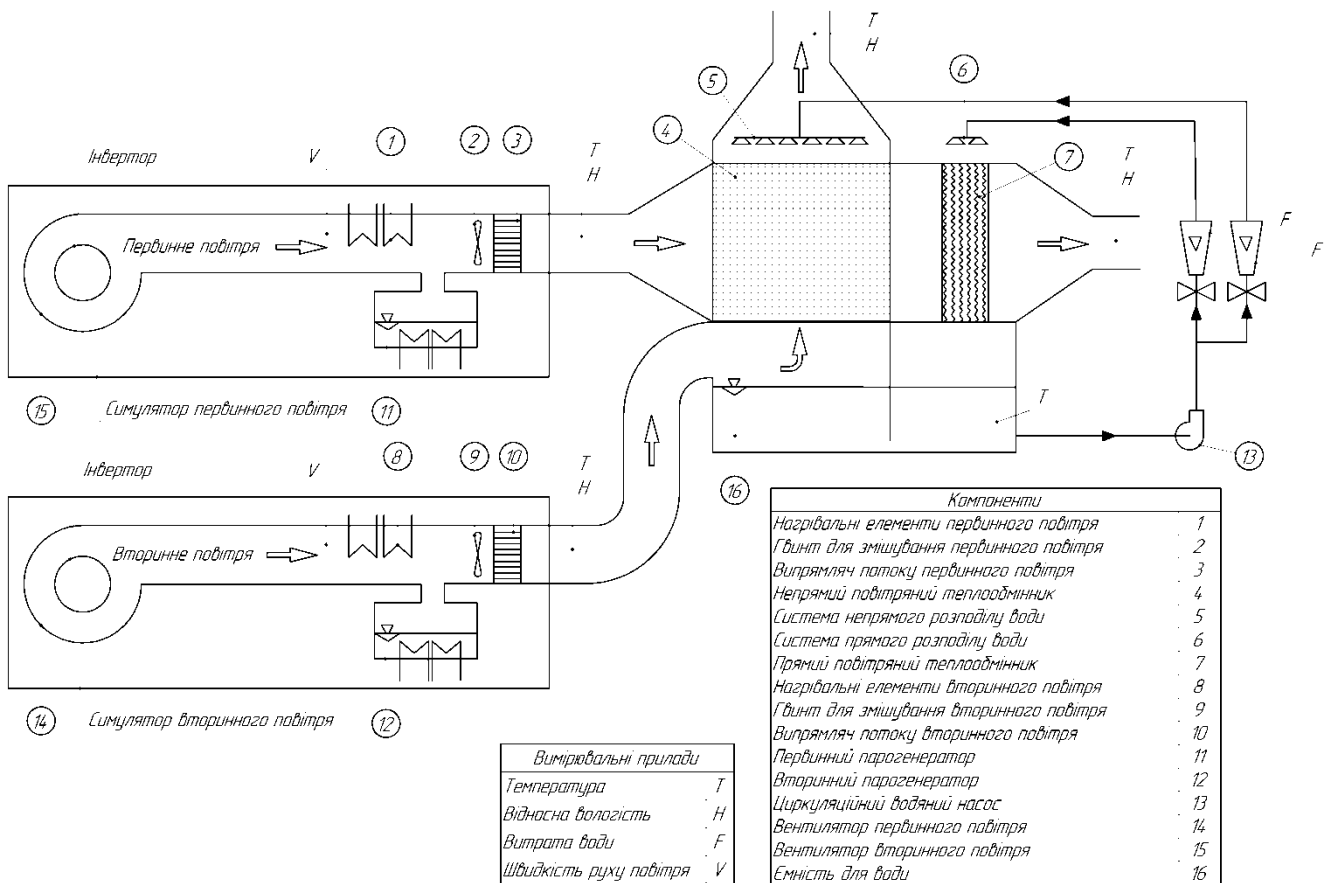 T
H
5
6
4
1
2
3
T
H
7
T
H
Інвертор
V
Первинне повітря
F
F
15
Симулятор первинного повітря
11
T
8
9
10
T
H
13
Інвертор
V
16
Вторинне повітря
14
Симулятор вторинного повітря
12
Компоненти
Нагрівальні елементи первинного повітря 1
Гвинт для змішування первинного повітря 2
Випрямляч потоку первинного повітря 3
Непрямий повітряний теплообмінник 4
Система непрямого розподілу води 5
Система прямого розподілу води 6
Прямий повітряний теплообмінник 7
Нагрівальні елементи вторинного повітря 8
Гвинт для змішування вторинного повітря 9
Випрямляч потоку вторинного повітря 10
Первинний парогенератор 11
Вторинний парогенератор 12
Циркуляційний водяний насос 13
Вентилятор первинного повітря 14
Вентилятор вторинного повітря 15
Ємність для води 16
Вимірювальні прилади
Температура T
Відносна вологість H
Витрата води F
Швидкість руху повітря V